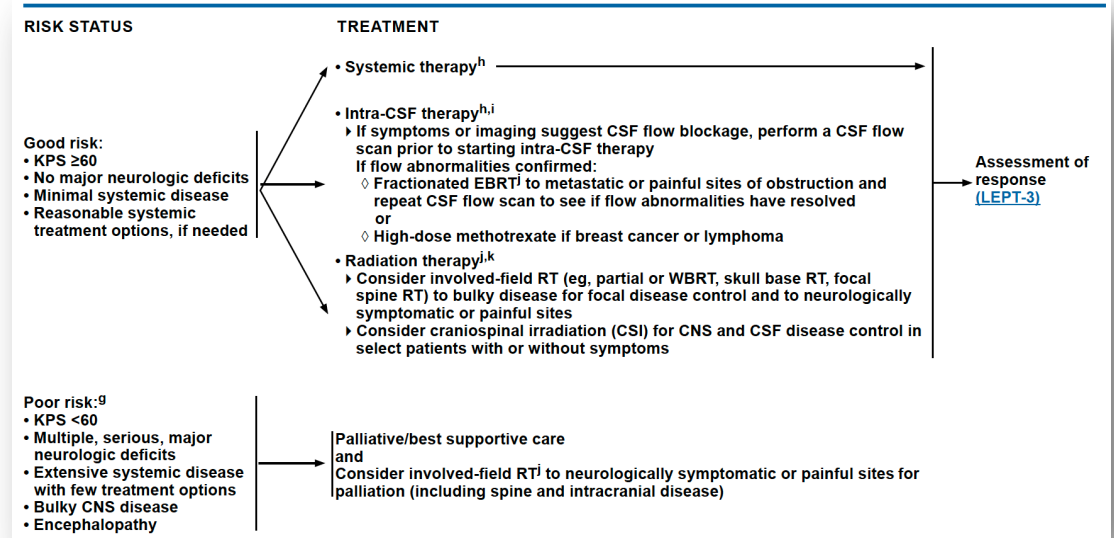 RISK STATUS
TREATMENT
Good risk:
• KPS ≥60
• No major neurologic deficits
• Minimal systemic disease
• Reasonable systemic
treatment options, if needed
• Systemic therapyh
• Intra-CSF therapyh,i
▸ If symptoms or imaging suggest CSF flow blockage, perform a CSF flow
scan prior to starting intra-CSF therapy
If flow abnormalities confirmed:
◊ Fractionated EBRTj to metastatic or painful sites of obstruction and
repeat CSF flow scan to see if flow abnormalities have resolved
or
◊ High-dose methotrexate if breast cancer or lymphoma
• Radiation therapyj,k
▸ Consider involved-field RT (eg, partial or WBRT, skull base RT, focal
spine RT) to bulky disease for focal disease control and to neurologically
symptomatic or painful sites
▸ Consider craniospinal irradiation (CSI) for CNS and CSF disease control in
select patients with or without symptoms
Assessment of
response
(LEPT-3)
Poor risk:g
• KPS <60
• Multiple, serious, major
neurologic deficits
• Extensive systemic disease
with few treatment options
• Bulky CNS disease
• Encephalopathy
Palliative/best supportive care
and
Consider involved-field RTj to neurologically symptomatic or painful sites for
palliation (including spine and intracranial disease)